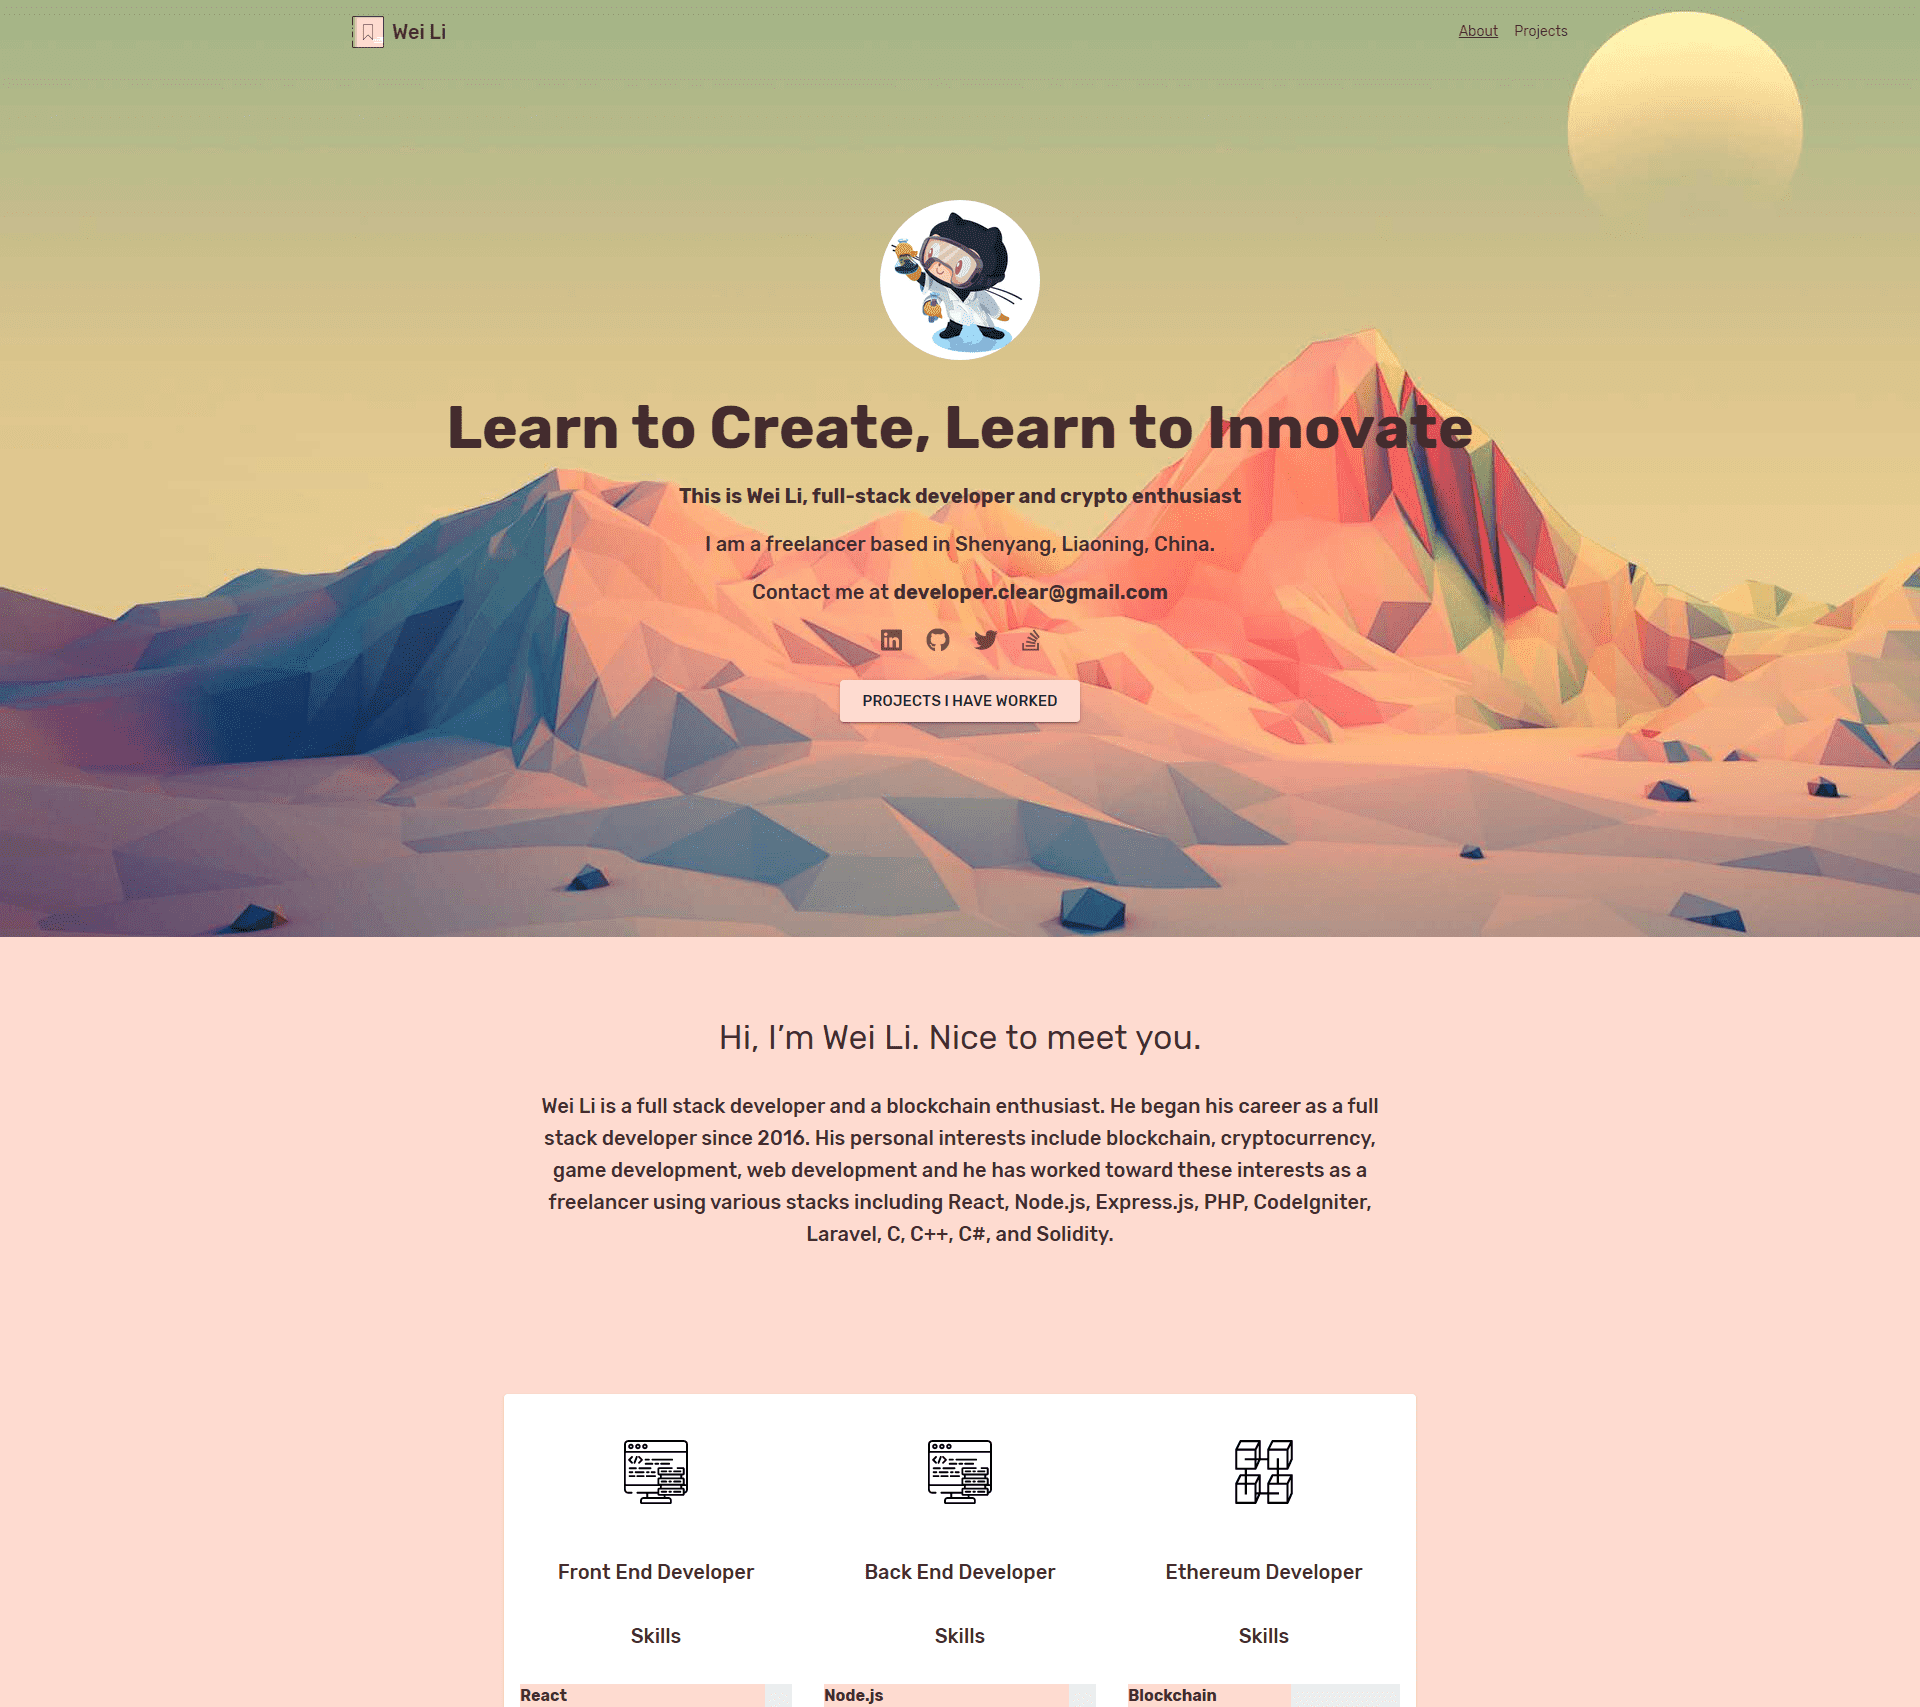 Wei Li
About Projects
Learn to Create, Learn to Innovate
This is Wei Li, full-stack developer and crypto enthusiast
I am a freelancer based in Shenyang, Liaoning, China.
Contact me at developer.clear@gmail.com
PROJECTS I HAVE WORKED
Hi, I’m Wei Li. Nice to meet you.
Wei Li is a full stack developer and a blockchain enthusiast. He began his career as a full
stack developer since 2016. His personal interests include blockchain, cryptocurrency,
game development, web development and he has worked toward these interests as a
freelancer using various stacks including React, Node.js, Express.js, PHP, CodeIgniter,
Laravel, C, C++, C#, and Solidity.
Front End Developer
Skills
React
Back End Developer
Skills
Node.js
Ethereum Developer
Skills
Blockchain